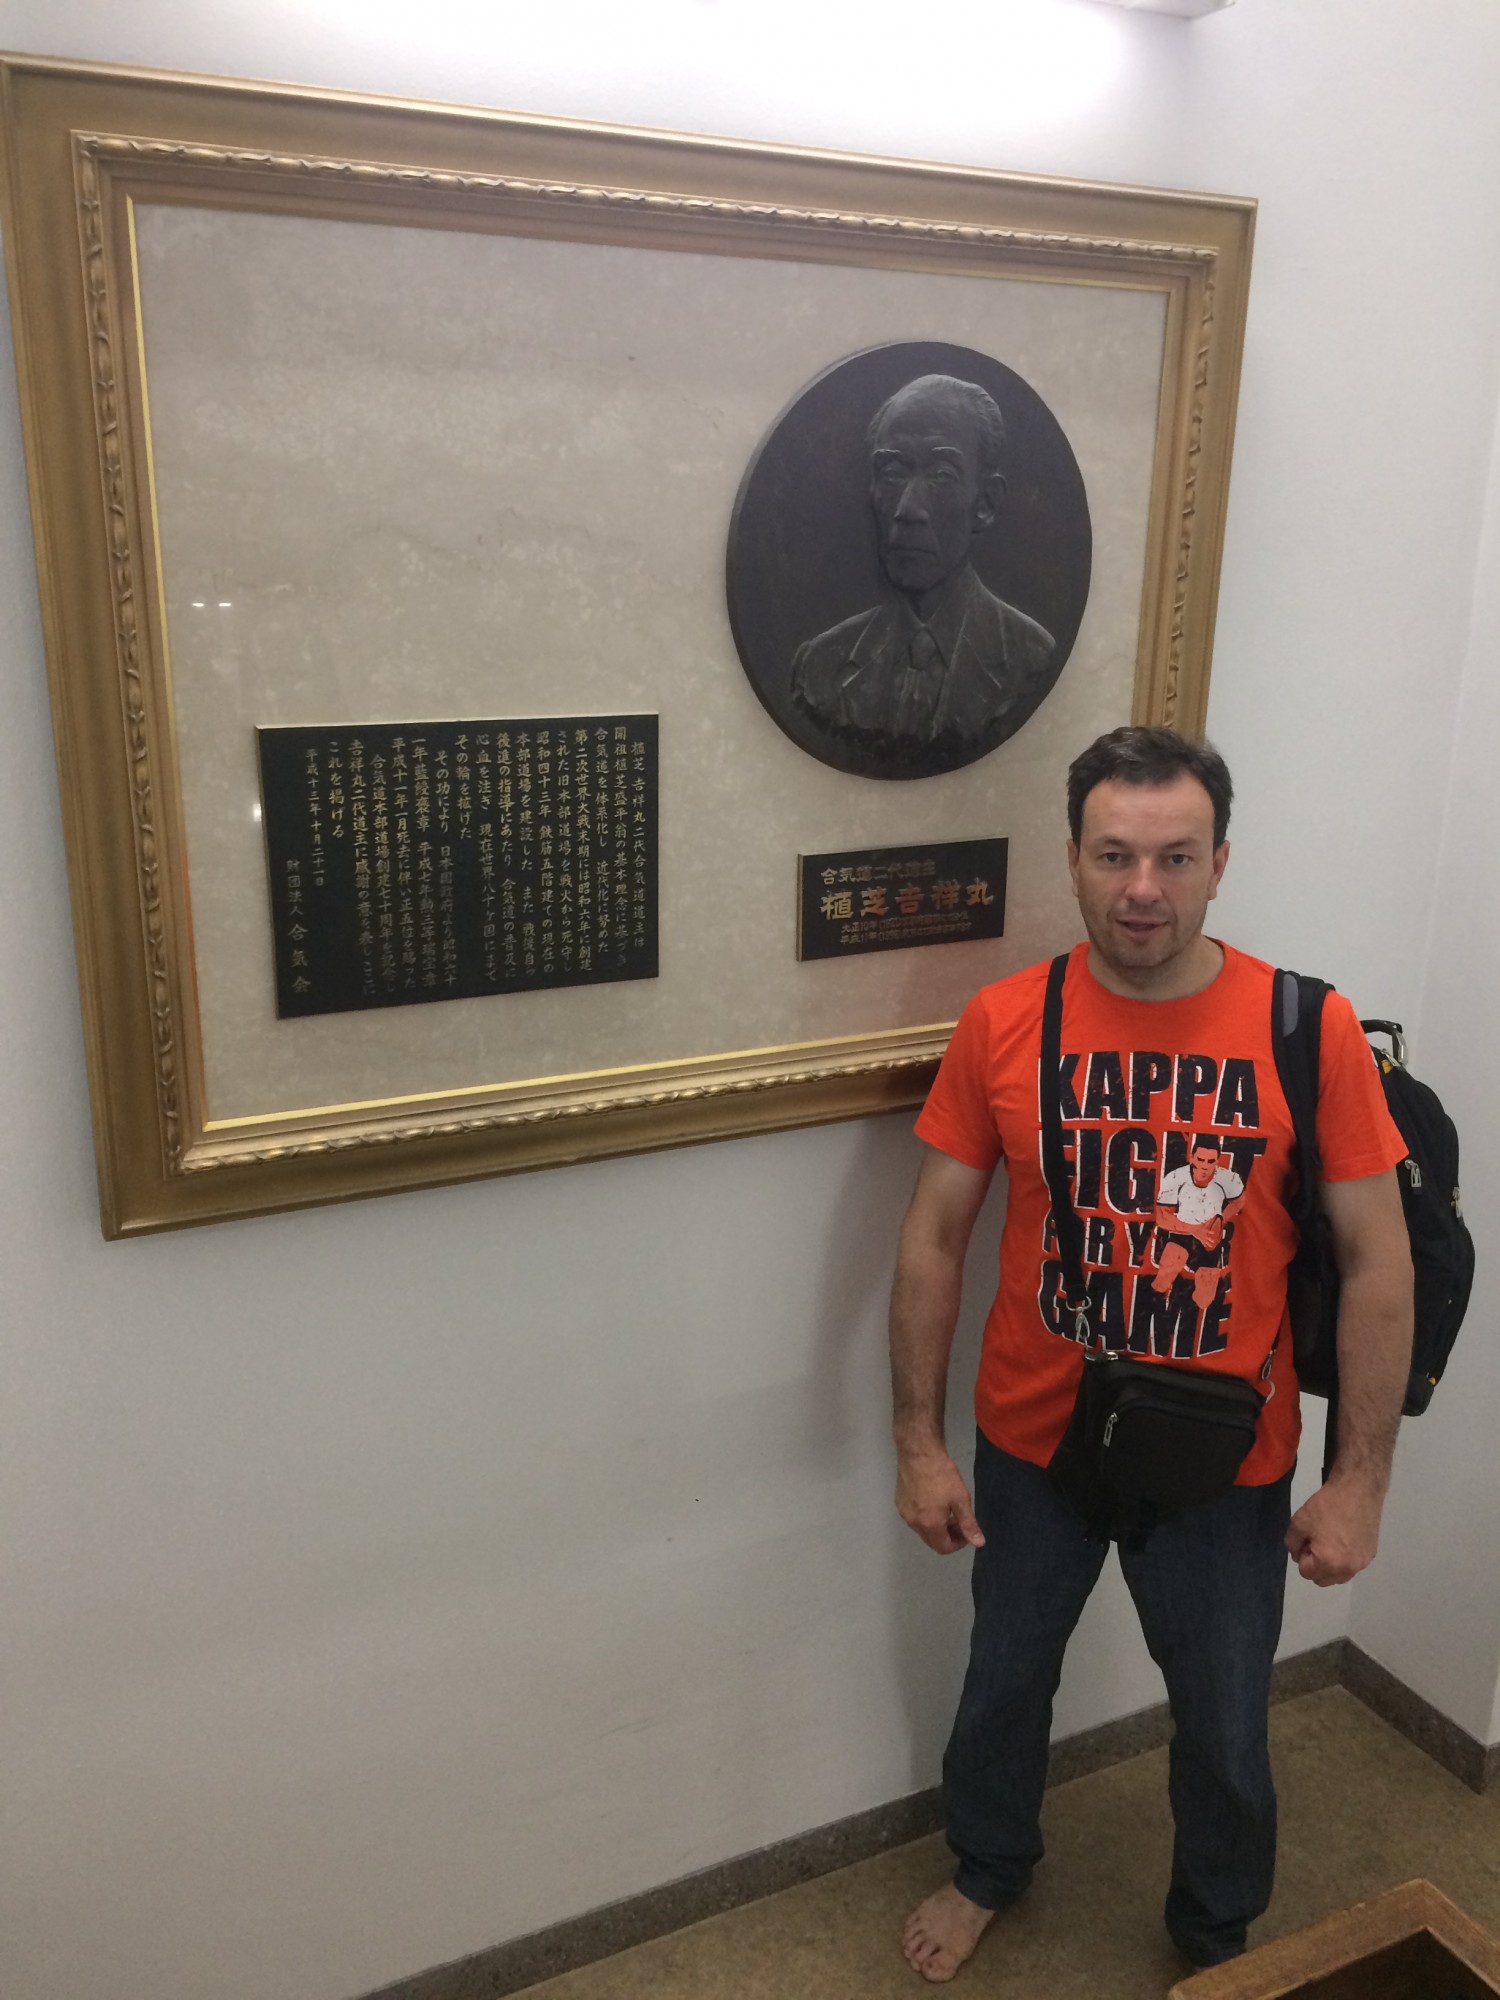 植芝 吉祥丸二代合気道道主は
開祖植芝盛平翁の基本理念に基づき
合気道を体系化し 近代化に努めた
第二次世界大戦末期には昭和六年に創建
された旧本部道場を戦火から死守し
昭和四十三年 鉄筋五階建ての現在の
本部道場を建設した また 戦後自っ
後進の指導にあたり 合気道の普及に
心血を注ぎ 現在世界八十ヶ国にまで
その輪を拡げた
その功により 日本国政府より昭和六十
一年藍綬褒章 平成七年勲三等瑞宝章
平成十一年一月死去に伴い正五位を賜った
合気道本部道場創建七十周年を記念し
吉祥丸二代道主に感謝の意を表しここに
これを掲げる
平成十三年十月二十一日
財団法人 合気会
合気道二代道主
植芝吉祥丸
大正10年
平成11年
KAPPA
FIGHT
FOR YOUR
GAME